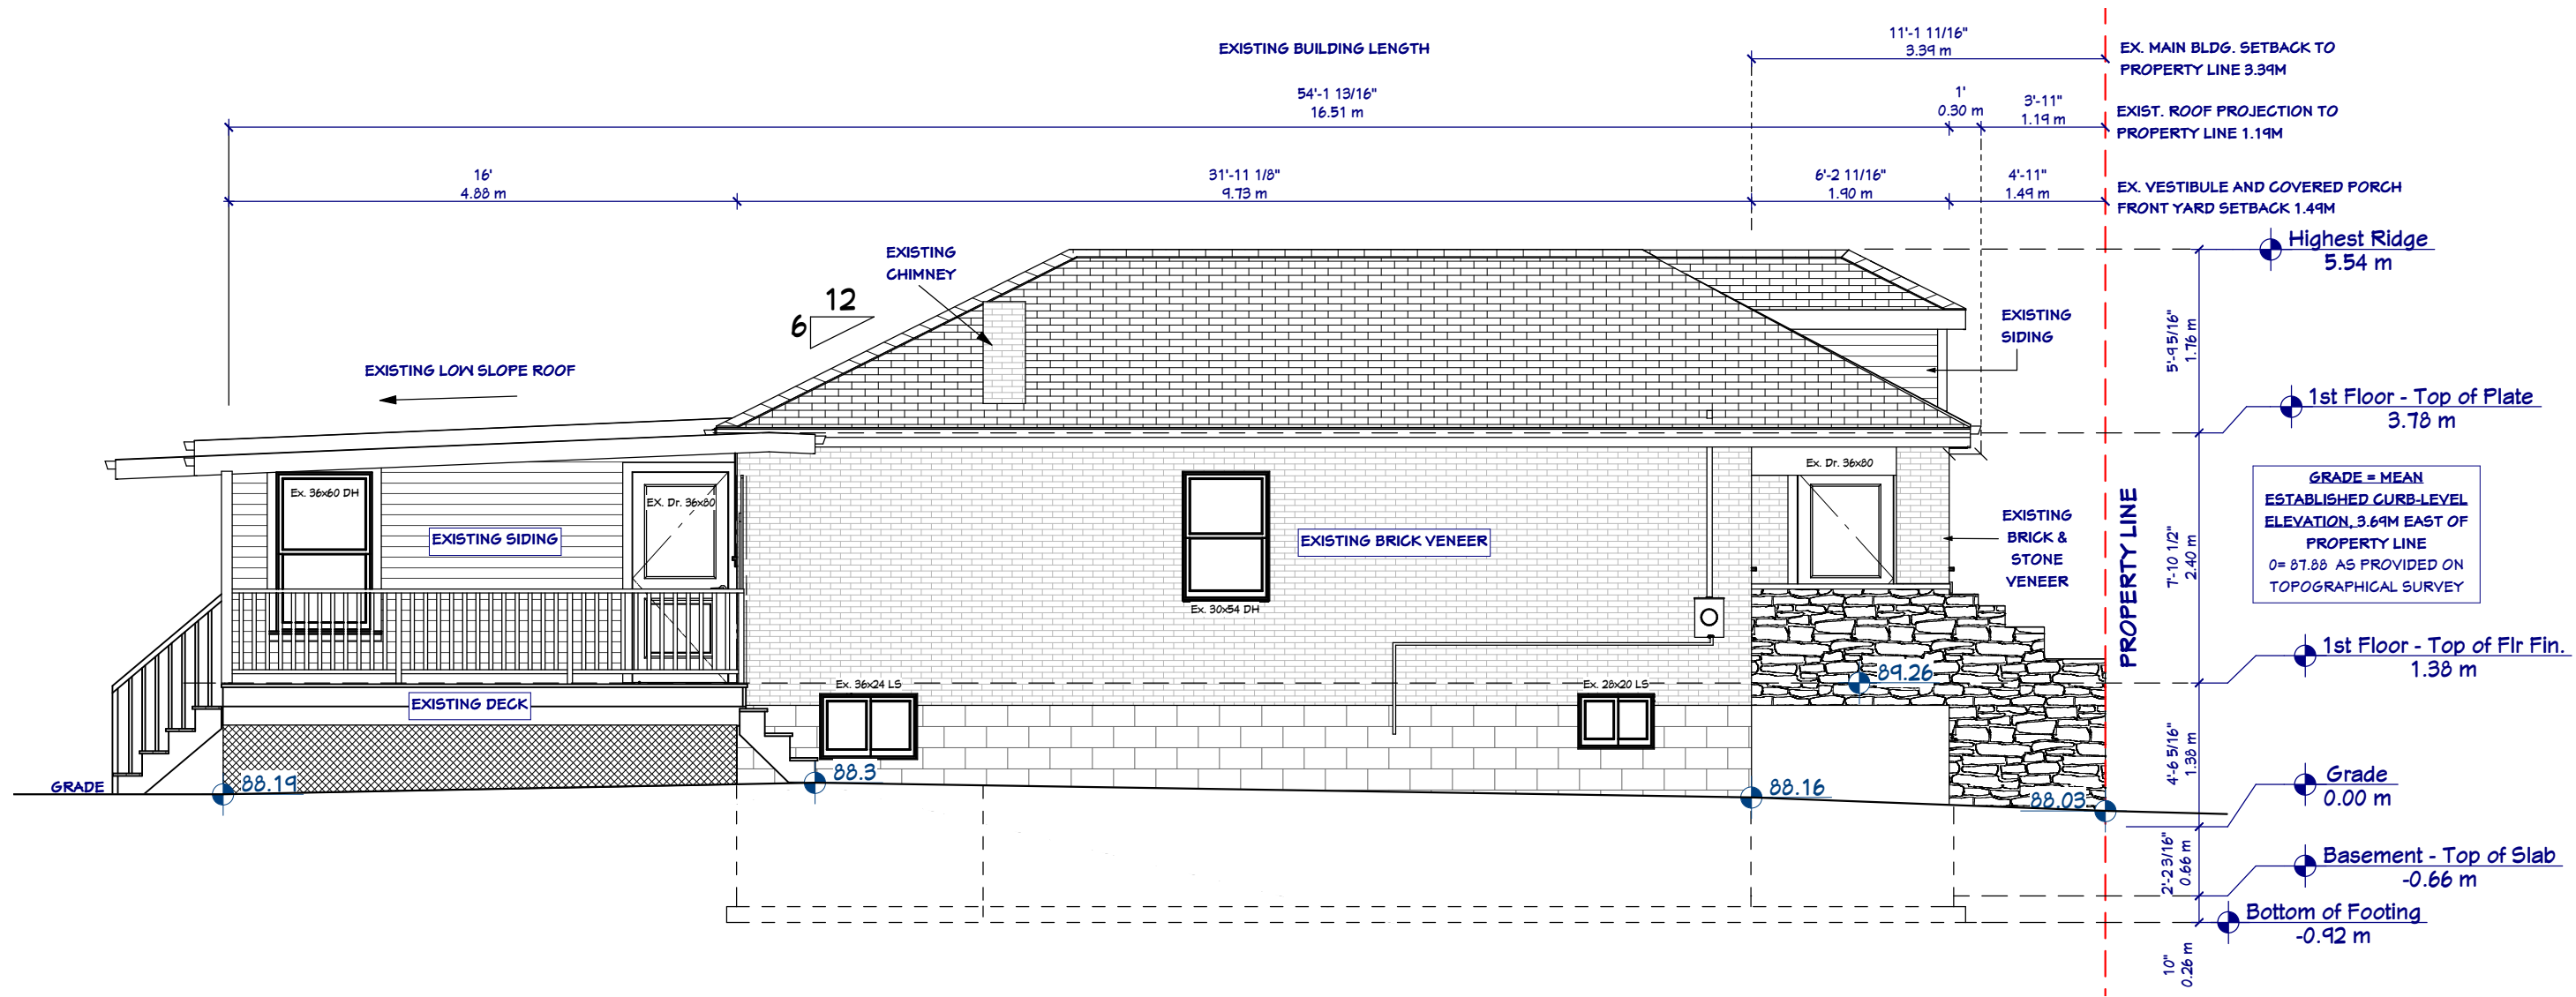 EXISTING BUILDING LENGTH
11'-1 11/16"
3.39 m
EX. MAIN BLDG. SETBACK TO
PROPERTY LINE 3.39M
54'-1 13/16"
16.51 m
1'
0.30 m
3'-11"
1.19 m
EXIST. ROOF PROJECTION TO
PROPERTY LINE 1.19M
16'
4.88 m
31'-11 1/8"
9.73 m
6'-2 11/16"
1.90 m
4'-11"
1.49 m
EX. VESTIBULE AND COVERED PORCH
FRONT YARD SETBACK 1.49M
EXISTING
CHIMNEY
12
6
EXISTING LOW SLOPE ROOF
EXISTING
SIDING
Highest Ridge
5.54 m
5'-9 5/16"
1.76 m
1st Floor - Top of Plate
3.78 m
Ex. 36x60 DH
EX. Dr. 36x80
EXISTING SIDING
EXISTING BRICK VENEER
Ex. 30x54 DH
Ex. Dr. 36x80
EXISTING
BRICK &
STONE
VENEER
PROPERTY LINE
7'-10 1/2"
2.40 m
GRADE = MEAN
ESTABLISHED CURB-LEVEL
ELEVATION, 3.69M EAST OF
PROPERTY LINE
0= 87.88 AS PROVIDED ON
TOPOGRAPHICAL SURVEY
1st Floor - Top of Flr Fin.
1.38 m
89.26
Ex. 36x24 LS
Ex. 28x20 LS
EXISTING DECK
4'-6 5/16"
1.38 m
GRADE
88.19
88.3
88.16
88.03
Grade
0.00 m
2'-2 3/16"
0.66 m
Basement - Top of Slab
-0.66 m
Bottom of Footing
-0.92 m
10"
0.26 m